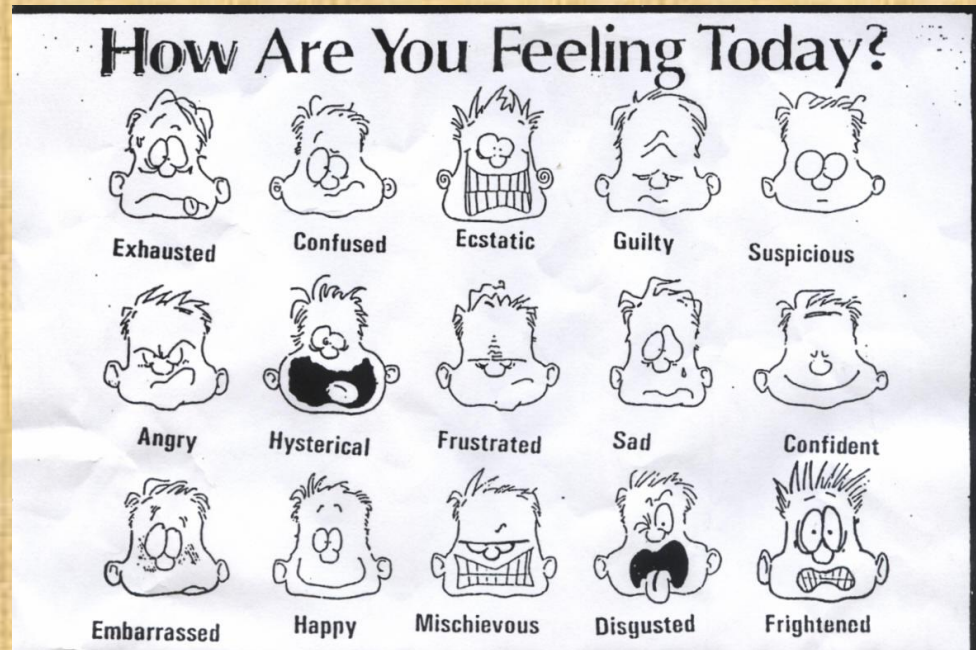 How Are You Feeling Today?
Exhausted Confused Ecstatic Guilty Suspicious
Angry Hysterical Frustrated Sad Confident
Embarrassed Happy Mischievous Disgusted Frightened